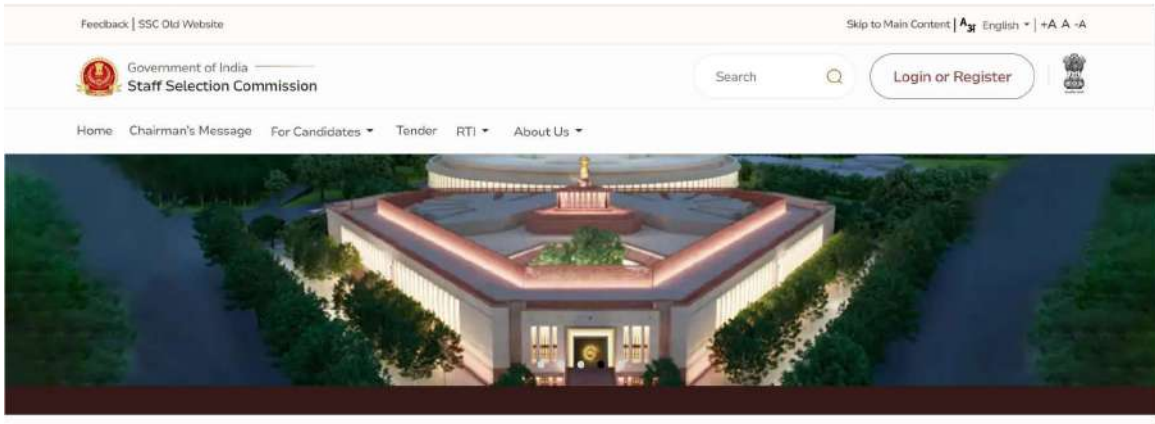 Feedback | SSC Old Website
Skip to Main Content | Aअ English | +A A -A
Government of India
Staff Selection Commission
Search
Login or Register
Home Chairman's Message For Candidates Tender RTI About Us